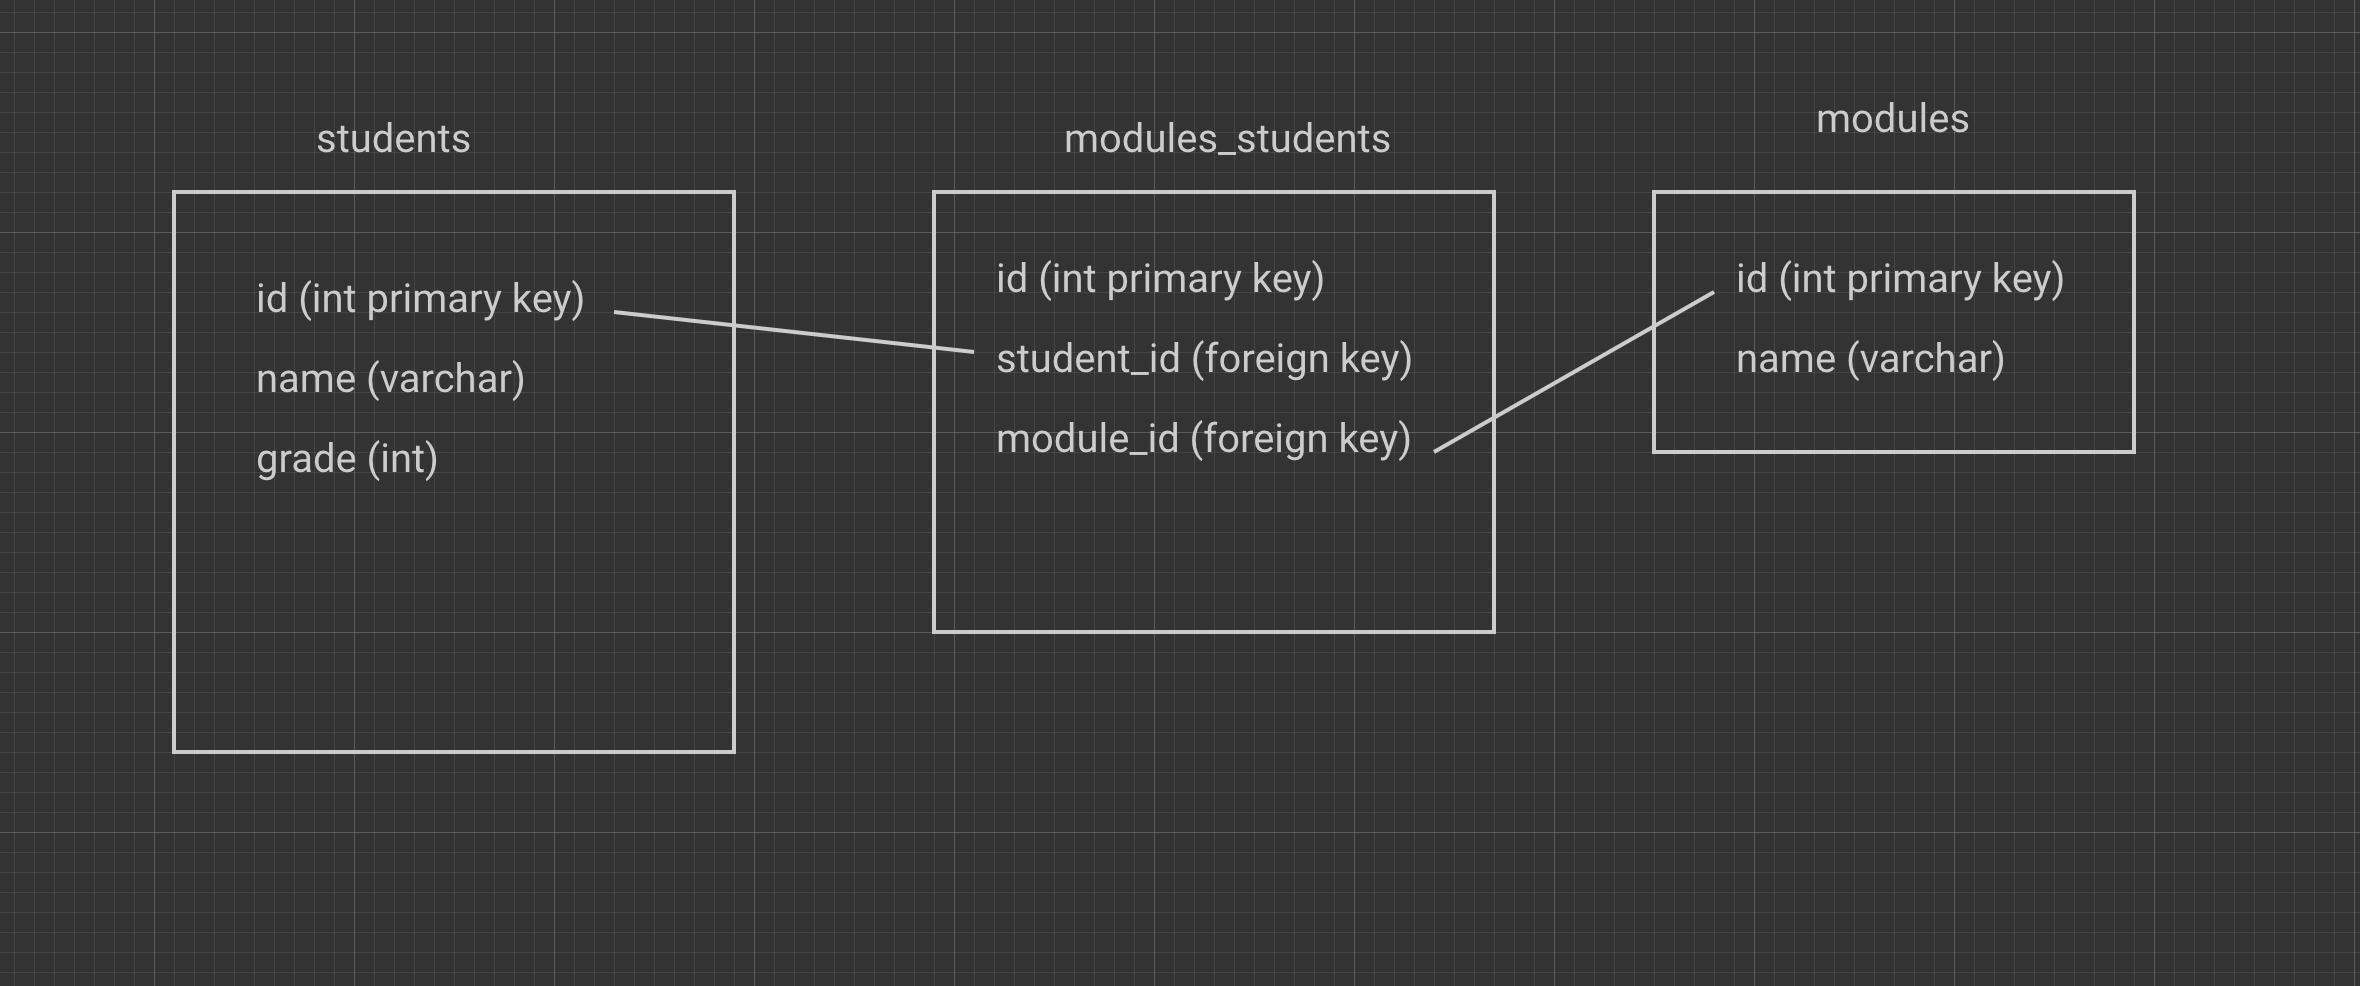 students
id (int primary key)
name (varchar)
grade (int)
modules_students
id (int primary key)
student_id (foreign key)
module_id (foreign key)
modules
id (int primary key)
name (varchar)